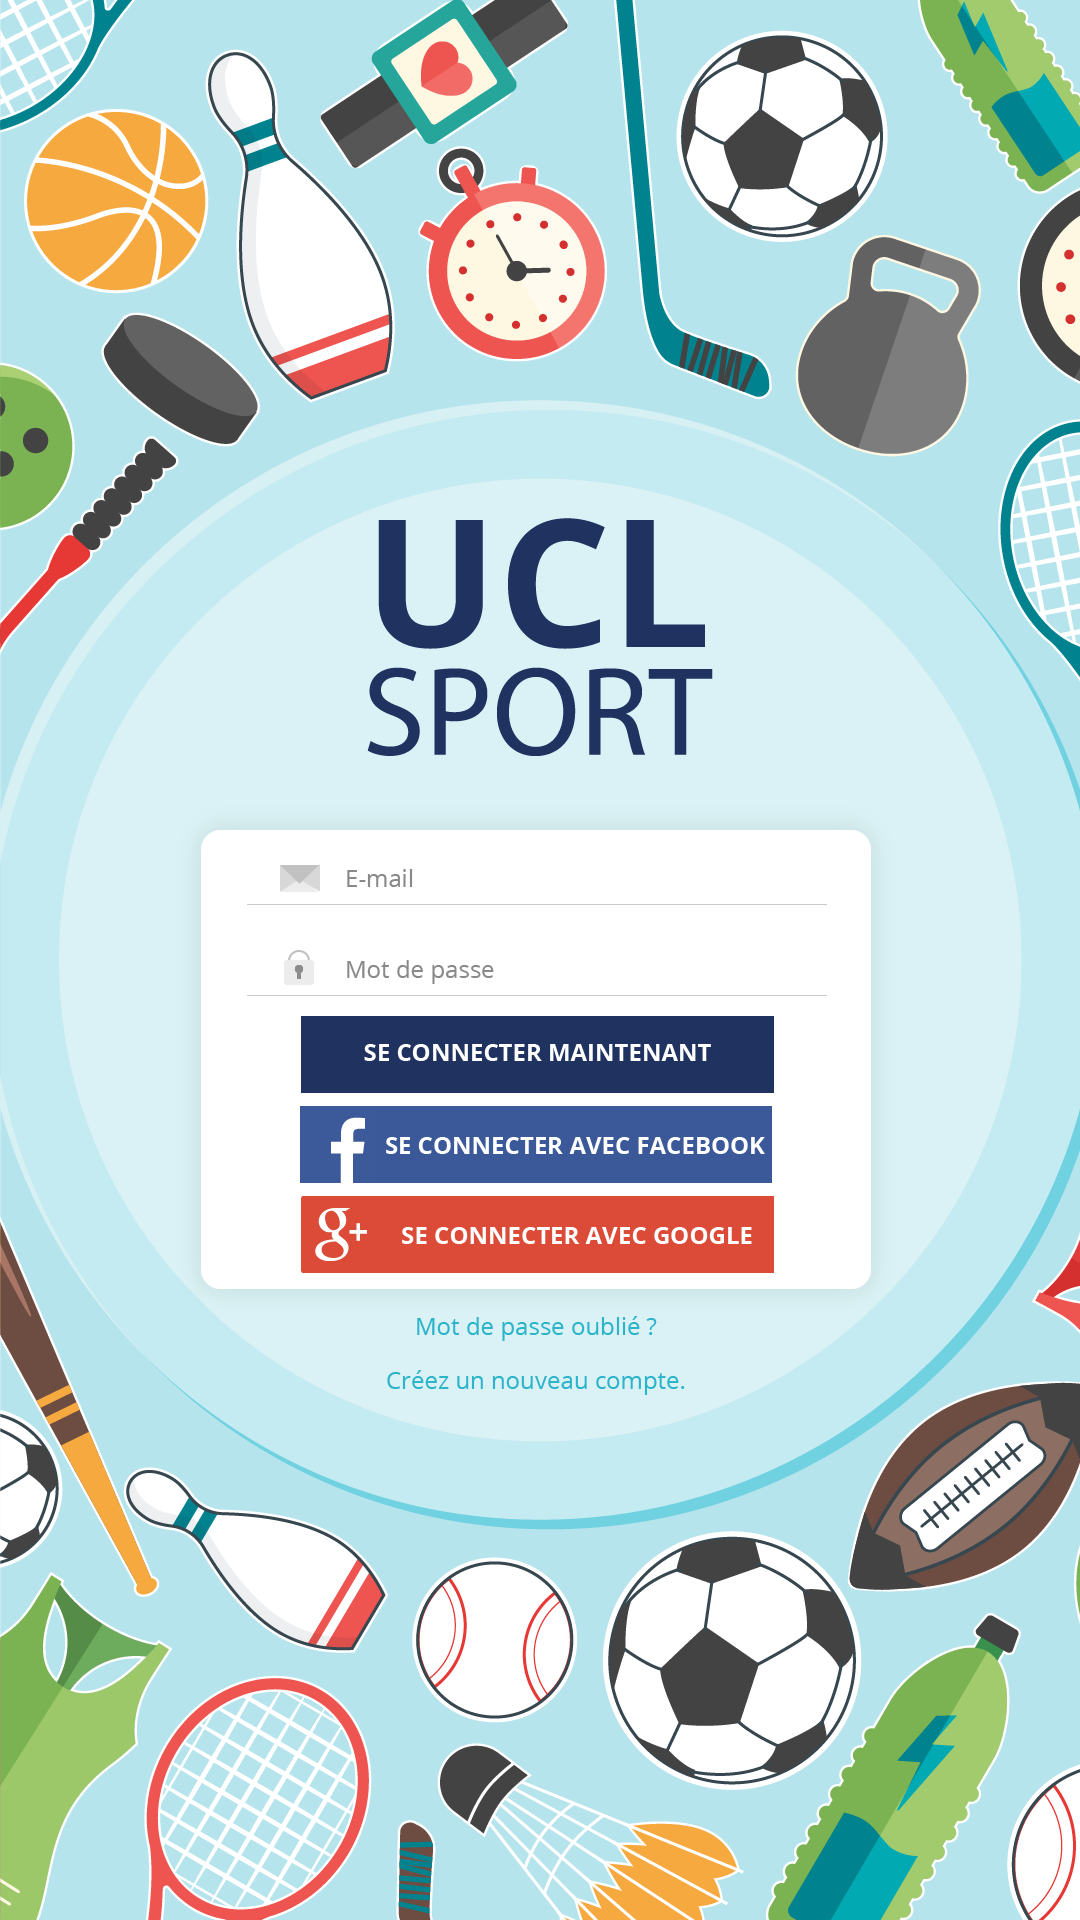 UCL
SPORT
E-mail
Mot de passe
SE CONNECTER MAINTENANT
f SE CONNECTER AVEC FACEBOOK
g+ SE CONNECTER AVEC GOOGLE
Mot de passe oublié ?
Créez un nouveau compte.